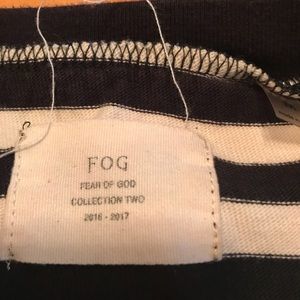 FOG
FEAR OF GOD
COLLECTION TWO
2016 - 2017